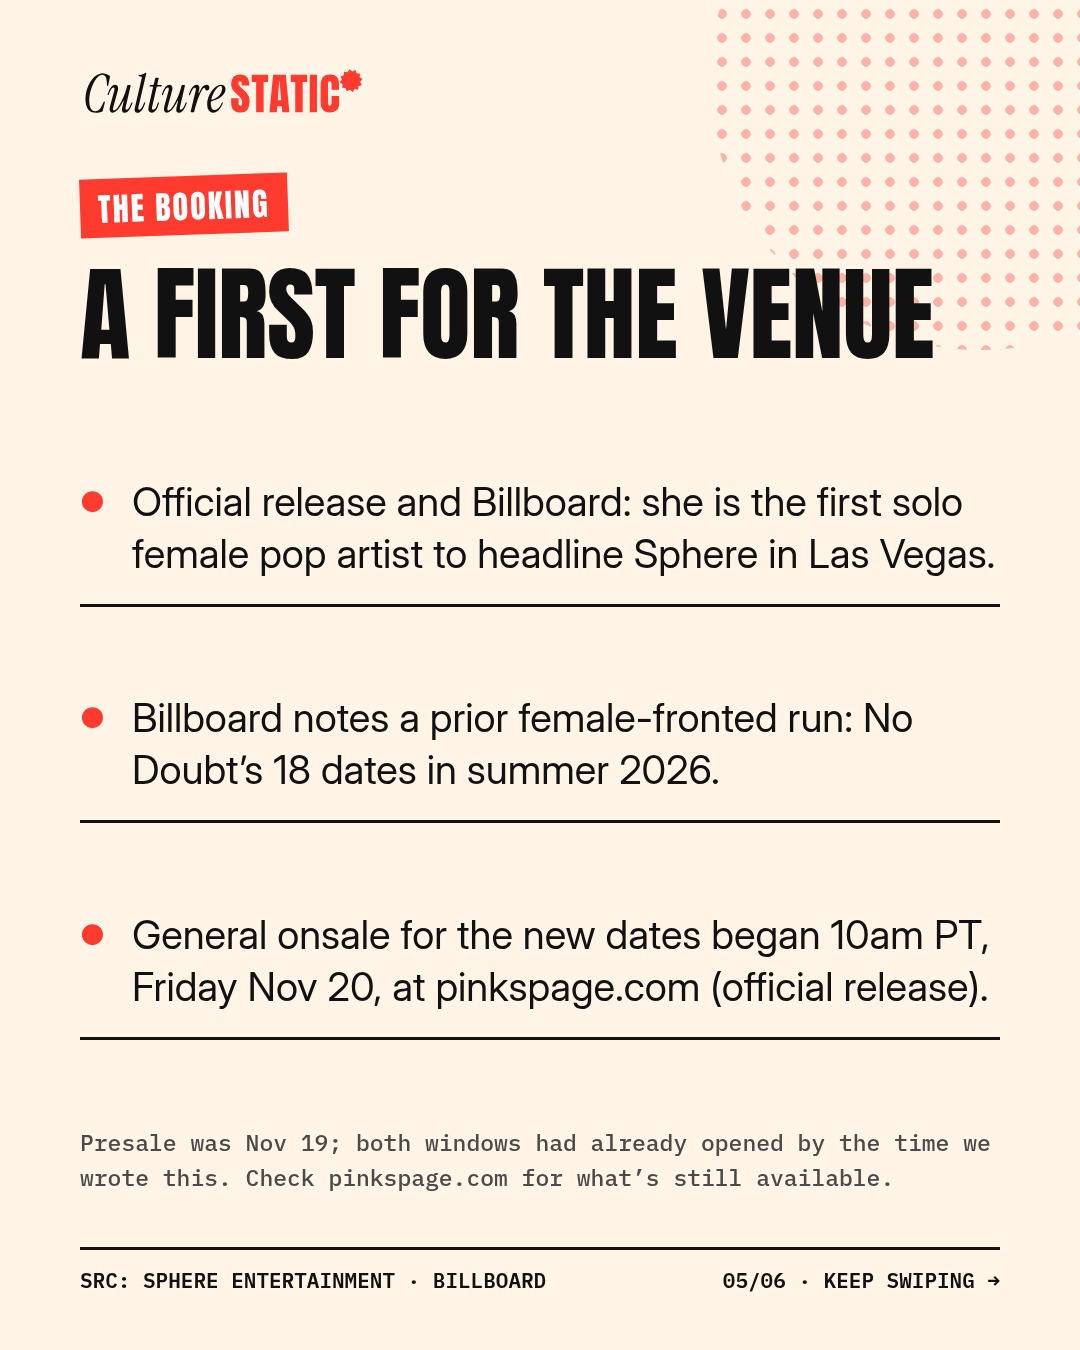 Culture STATIC
THE BOOKING
A FIRST FOR THE VENUE
Official release and Billboard: she is the first solo
female pop artist to headline Sphere in Las Vegas.
Billboard notes a prior female-fronted run: No
Doubt’s 18 dates in summer 2026.
General onsale for the new dates began 10am PT,
Friday Nov 20, at pinkspage.com (official release).
Presale was Nov 19; both windows had already opened by the time we
wrote this. Check pinkspage.com for what’s still available.
SRC: SPHERE ENTERTAINMENT · BILLBOARD
05/06 · KEEP SWIPING →